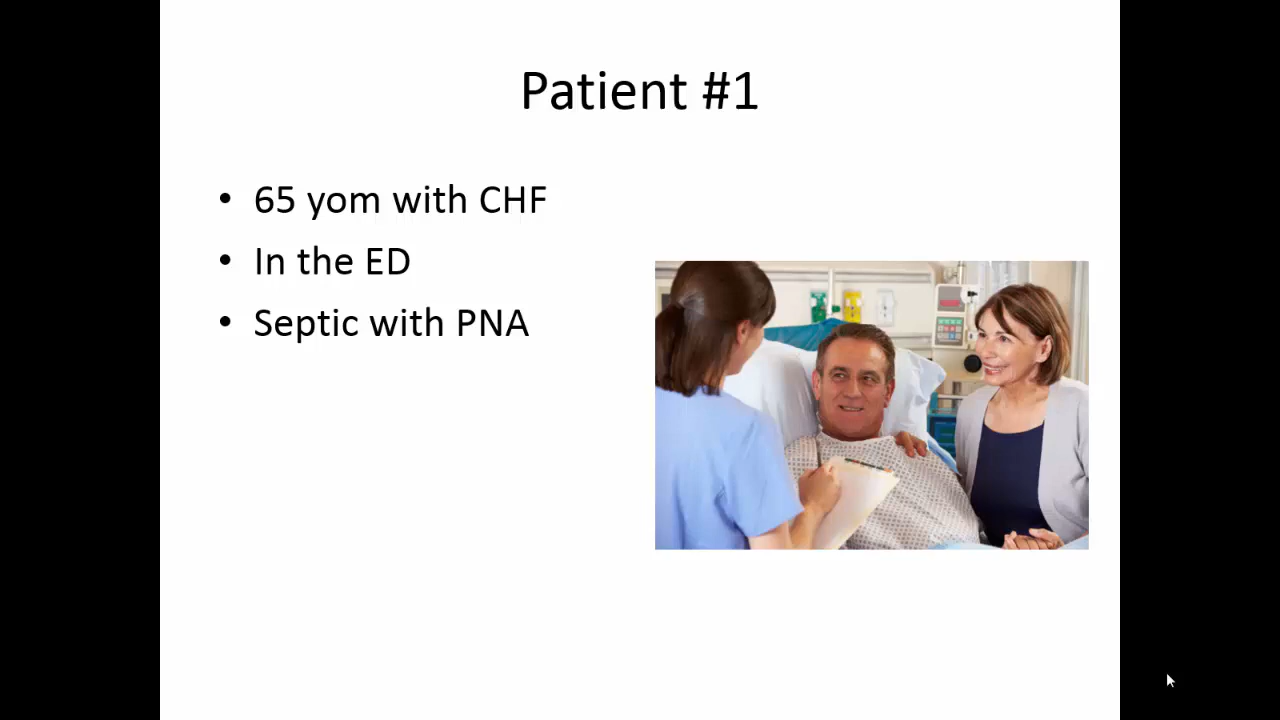 Patient #1
• 65 yom with CHF
• In the ED
• Septic with PNA